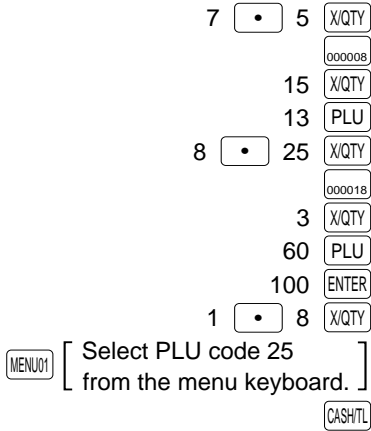 7 • 5 X/QTY
000008
15 X/QTY
13 PLU
8 • 25 X/QTY
000018
3 X/QTY
60 PLU
100 ENTER
1 • 8 X/QTY
MENU01 [ Select PLU code 25
from the menu keyboard. ]
CASH/TL